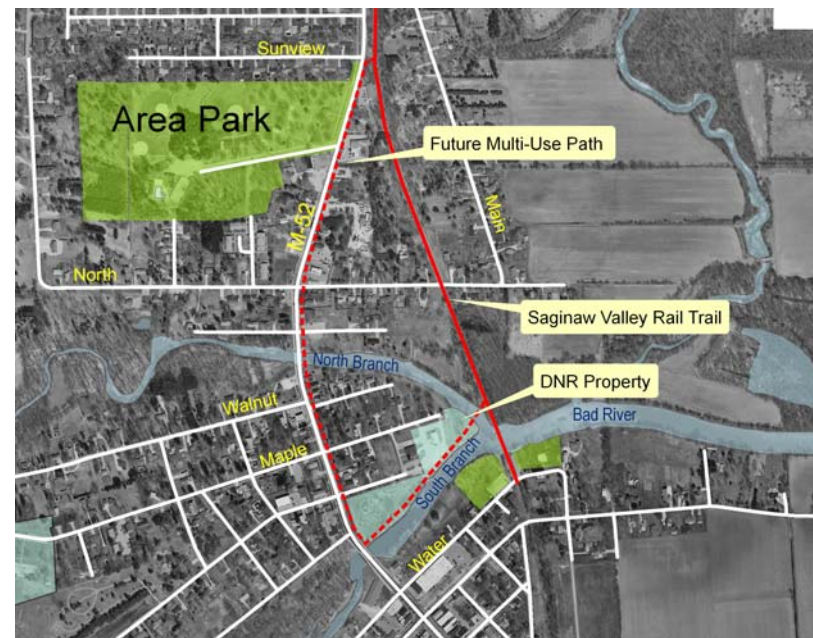 Sunview
Area Park
Future Multi-Use Path
M-52
Main
North
Saginaw Valley Rail Trail
North Branch
DNR Property
Walnut
Bad River
Maple
South Branch
Water